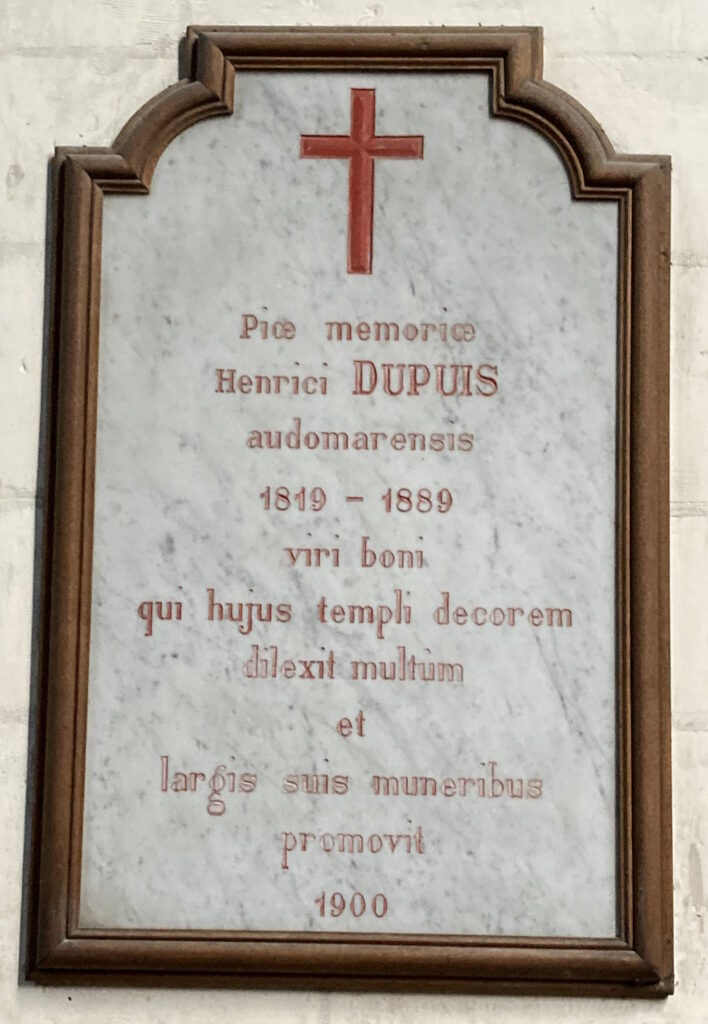 Piæ memoriæ
Henrici DUPUIS
audomarensis
1819 - 1889
viri boni
qui hujus templi decorem
dilexit multùm
et
largis suis muneribus
promovit
1900